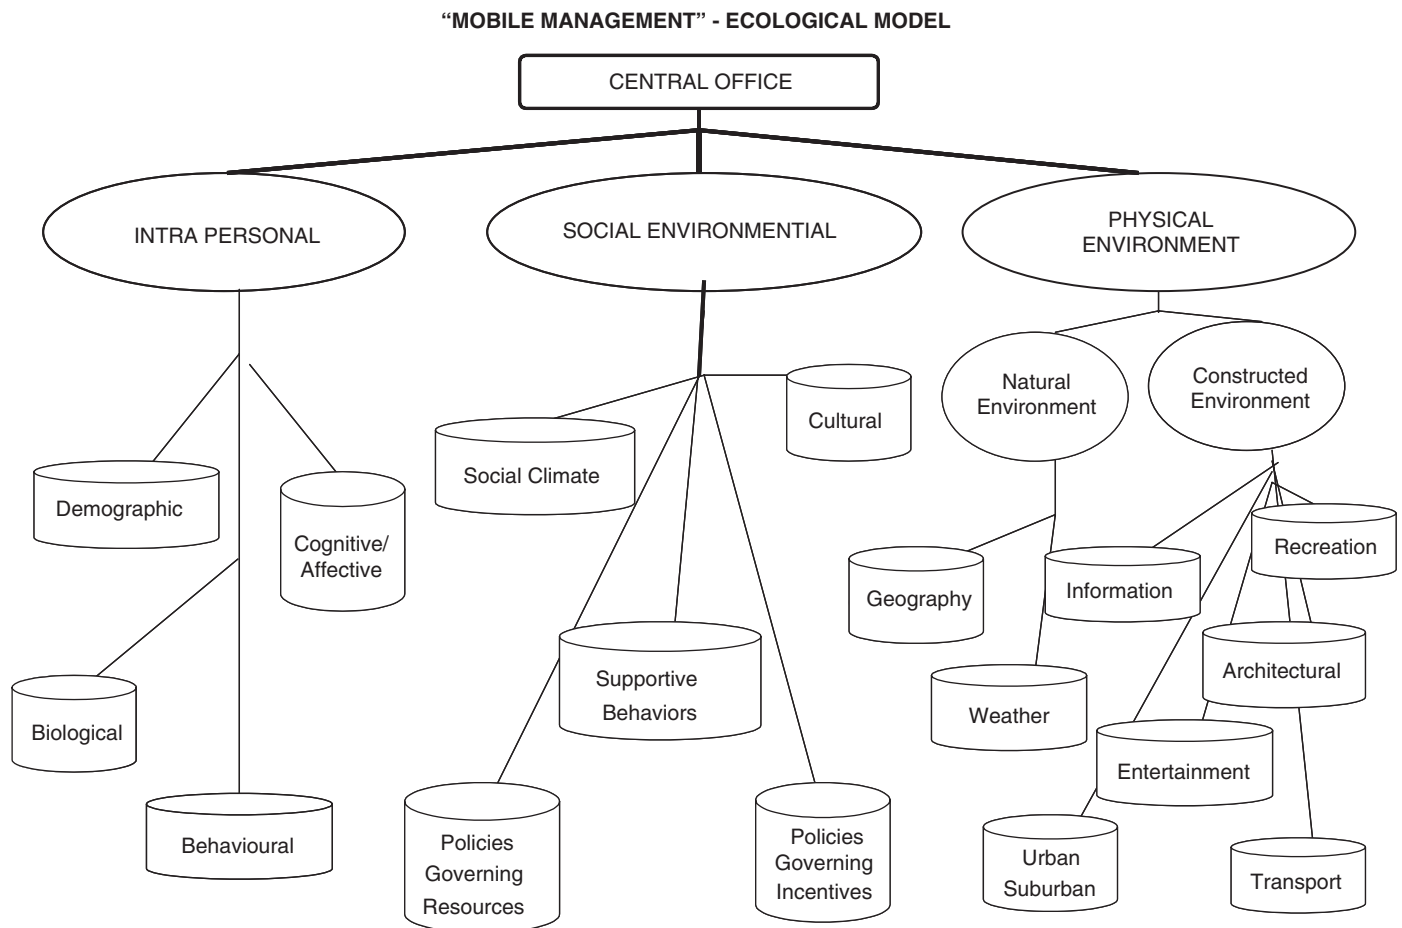 “MOBILE MANAGEMENT” - ECOLOGICAL MODEL
CENTRAL OFFICE
INTRA PERSONAL
SOCIAL ENVIRONMENTIAL
PHYSICAL
ENVIRONMENT
Natural
Environment
Constructed
Environment
Cultural
Social Climate
Demographic
Cognitive/
Affective
Recreation
Information
Geography
Architectural
Supportive
Behaviors
Weather
Biological
Entertainment
Behavioural
Policies
Governing
Resources
Policies
Governing
Incentives
Urban
Suburban
Transport